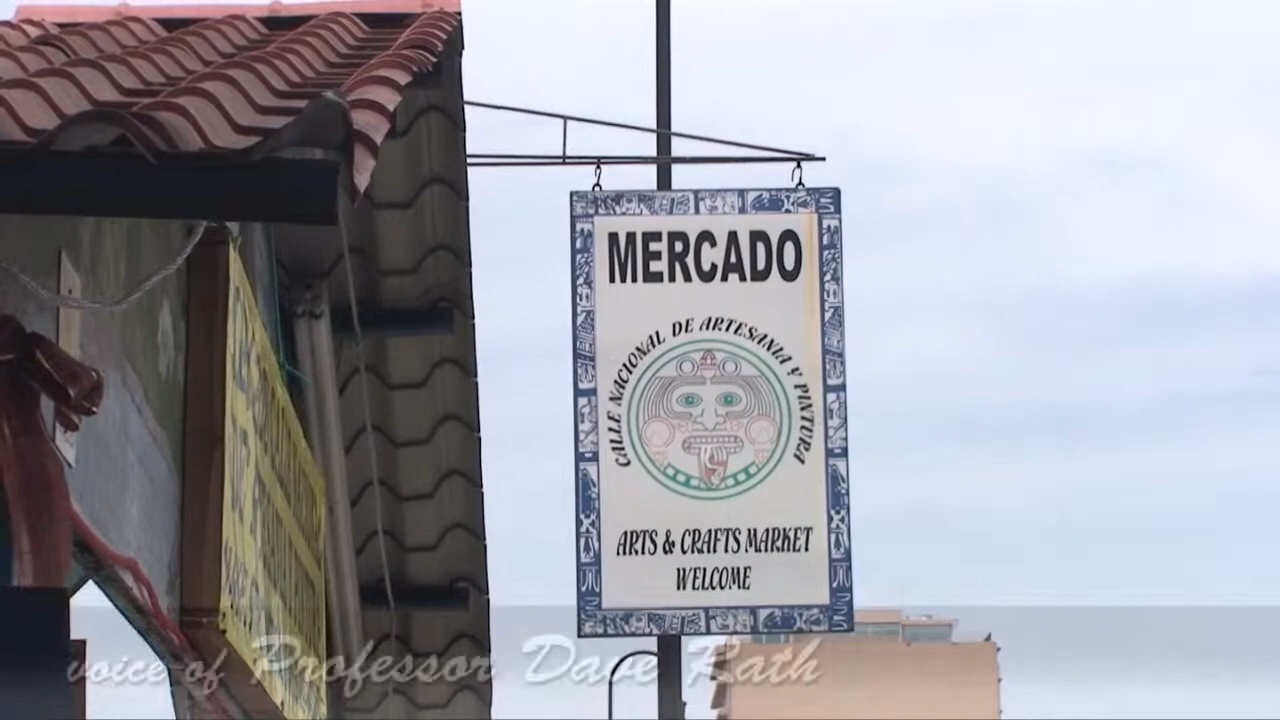 MERCADO
CALLE NACIONAL DE ARTESANIA Y PINTURA
ARTS & CRAFTS MARKET
WELCOME
voice of Professor Dave Rath